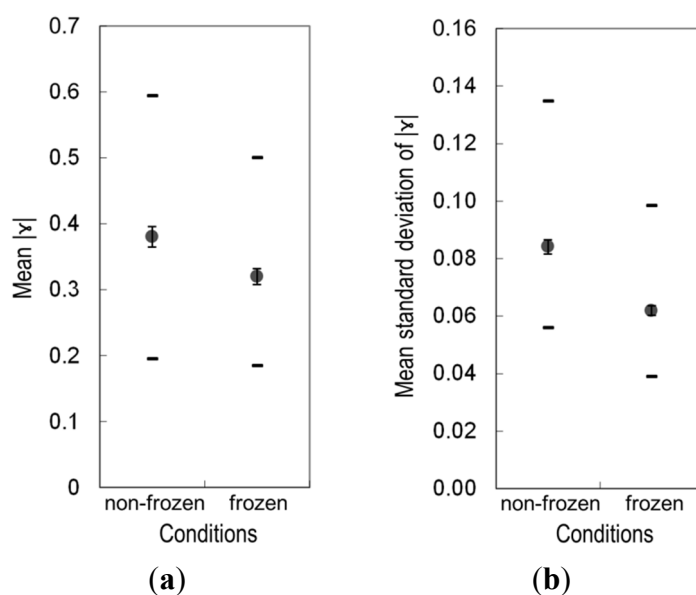 Mean |ɤ|
0.7
0.6
0.5
0.4
0.3
0.2
0.1
0
non-frozen frozen
Conditions
(a)
Mean standard deviation of |ɤ|
0.16
0.14
0.12
0.10
0.08
0.06
0.04
0.02
0.00
non-frozen frozen
Conditions
(b)